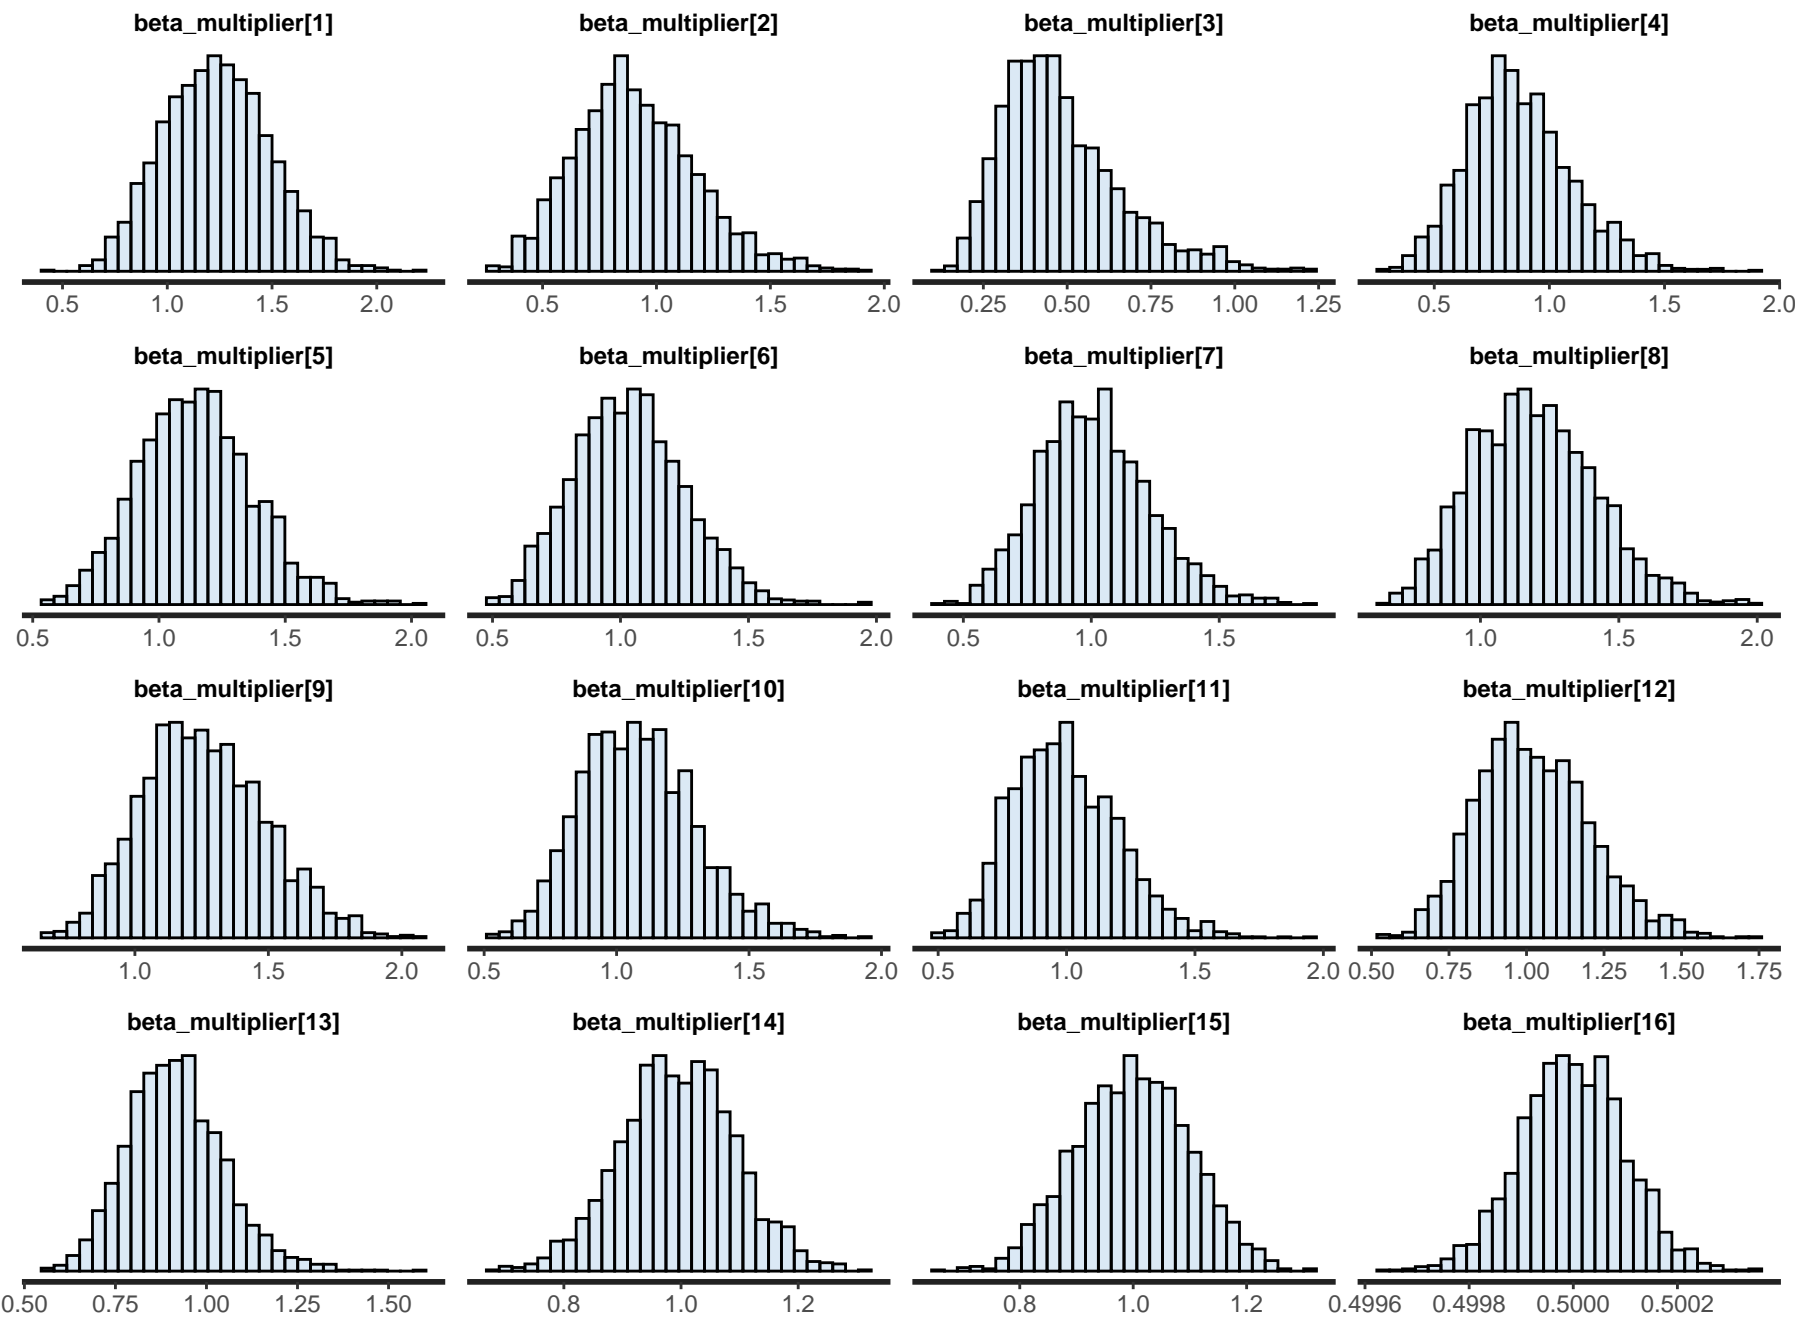 beta_multiplier[1] beta_multiplier[2] beta_multiplier[3] beta_multiplier[4]
0.5 1.0 1.5 2.0 0.5 1.0 1.5 2.0 0.25 0.50 0.75 1.00 1.25 0.5 1.0 1.5 2.0
beta_multiplier[5] beta_multiplier[6] beta_multiplier[7] beta_multiplier[8]
0.5 1.0 1.5 2.0 0.5 1.0 1.5 2.0 0.5 1.0 1.5 1.0 1.5 2.0
beta_multiplier[9] beta_multiplier[10] beta_multiplier[11] beta_multiplier[12]
1.0 1.5 2.0 0.5 1.0 1.5 2.0 0.5 1.0 1.5 2.0 0.50 0.75 1.00 1.25 1.50 1.75
beta_multiplier[13] beta_multiplier[14] beta_multiplier[15] beta_multiplier[16]
0.50 0.75 1.00 1.25 1.50 0.8 1.0 1.2 0.8 1.0 1.2 0.4996 0.4998 0.5000 0.5002